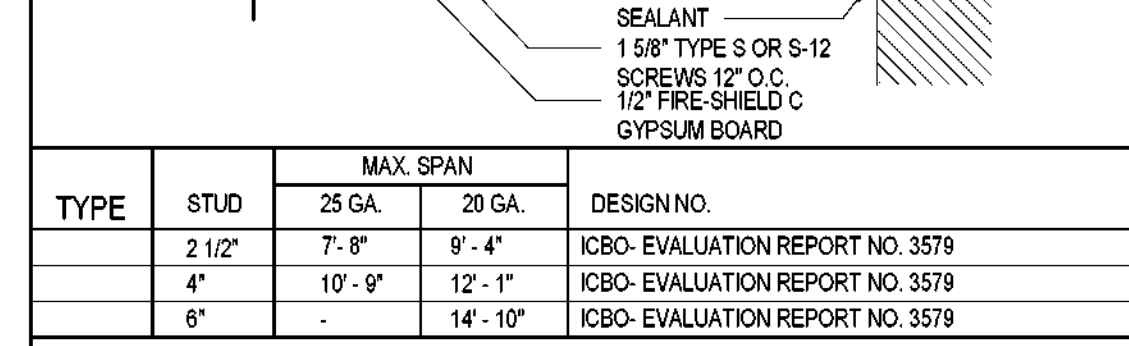 SEALANT
1 5/8" TYPE S OR S-12
SCREWS 12" O.C.
1/2" FIRE-SHIELD C
GYPSUM BOARD
MAX. SPAN
TYPE STUD 25 GA. 20 GA. DESIGN NO.
2 1/2" 7'- 8" 9' - 4" ICBO- EVALUATION REPORT NO. 3579
4" 10' - 9" 12' - 1" ICBO- EVALUATION REPORT NO. 3579
6" - 14' - 10" ICBO- EVALUATION REPORT NO. 3579